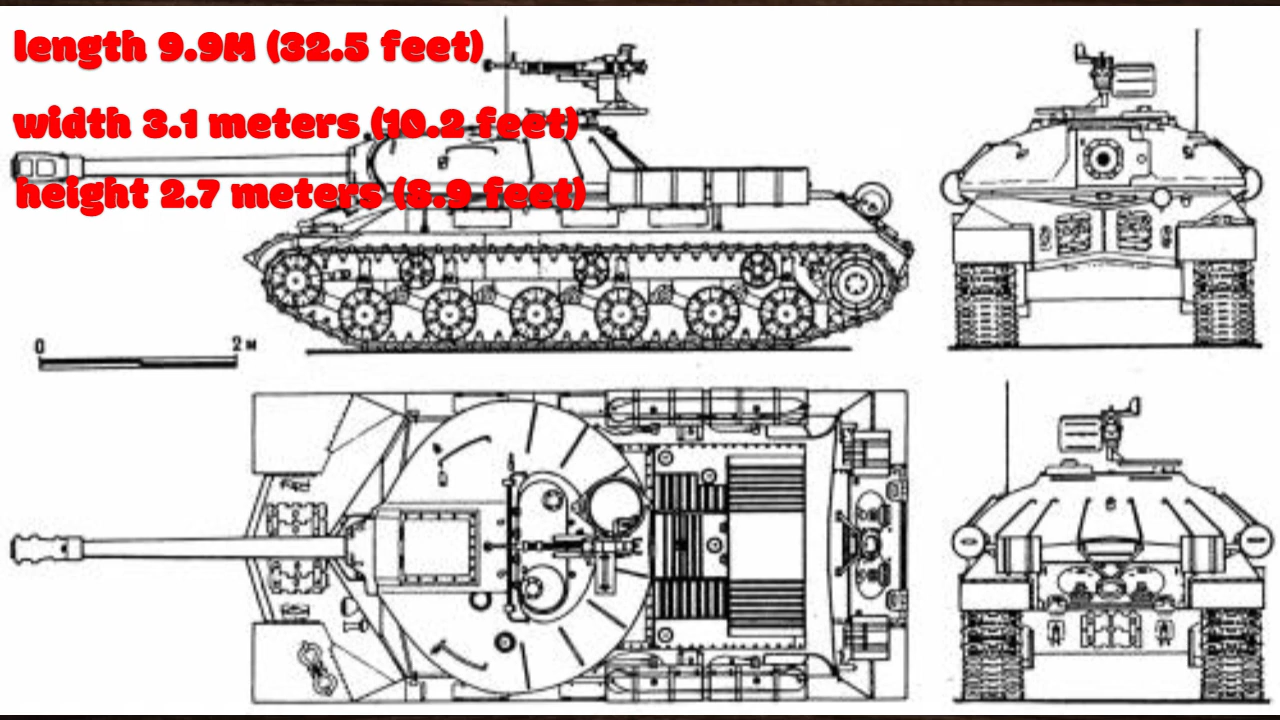 length 9.9M (32.5 feet)
width 3.1 meters (10.2 feet)
height 2.7 meters (8.9 feet)
0 2 м